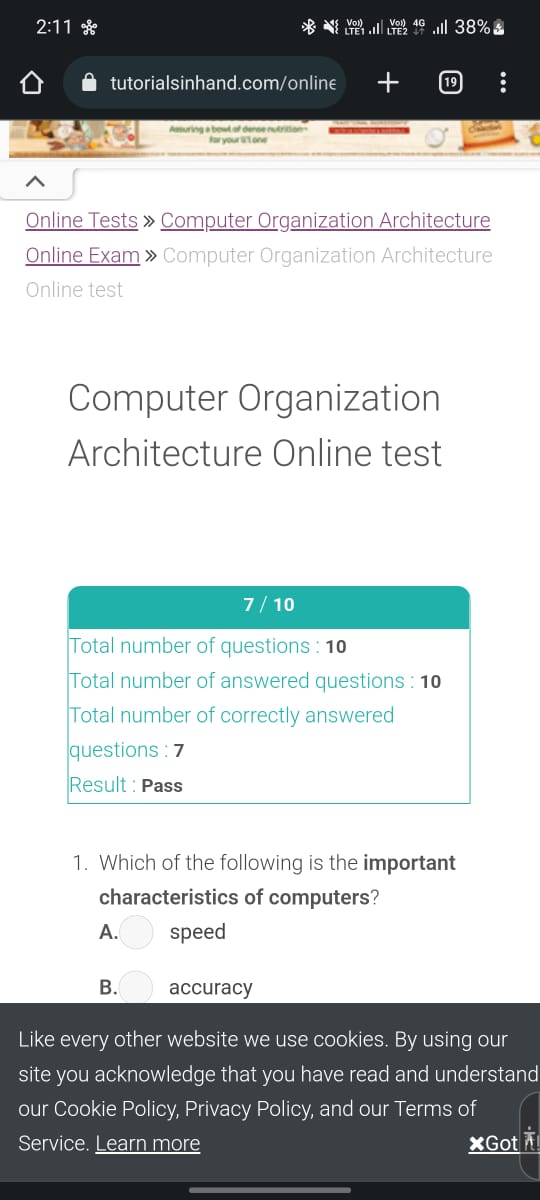 2:11
Vo) LTE1 Vo) LTE2 4G 38%
tutorialsinhand.com/online
19
Assuring a bowl of dense nutrition
for your li'l one
Online Tests » Computer Organization Architecture
Online Exam » Computer Organization Architecture
Online test
Computer Organization
Architecture Online test
7 / 10
Total number of questions : 10
Total number of answered questions : 10
Total number of correctly answered
questions : 7
Result : Pass
1. Which of the following is the important
characteristics of computers?
A. speed
B. accuracy
Like every other website we use cookies. By using our
site you acknowledge that you have read and understand
our Cookie Policy, Privacy Policy, and our Terms of
Service. Learn more
✖Got